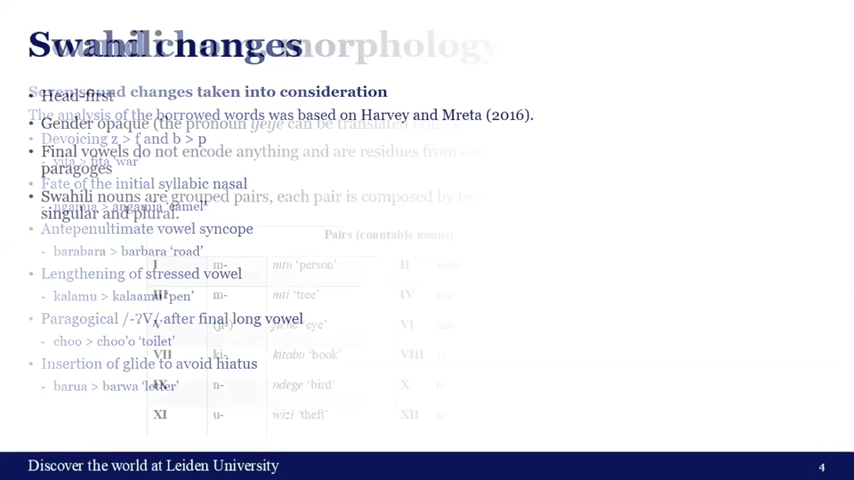 Swahili
changes
morphology
Seven sound changes taken into consideration
The analysis of the borrowed words was based on Harvey and Mreta (2016).
• Devoicing z > f and b > p
- vita > fita 'war'
• Fate of the initial syllabic nasal
- ngamia > angamia 'camel'
• Antepenultimate vowel syncope
- barabara > barbara 'road'
• Lengthening of stressed vowel
- kalamu > kalaamu 'pen'
• Paragogical /-ʔV/ after final long vowel
- choo > choo'o 'toilet'
• Insertion of glide to avoid hiatus
- barua > barwa 'letter'
• Head-first
• Gender opaque (the pronoun yeye can be translated
• Final vowels do not encode anything and are residues from
paragoges
• Swahili nouns are grouped pairs, each pair is composed by
singular and plural.
Pairs (countable nouns)
I m- mtu 'person' II
III m- mti 'tree' IV
V (ji-) 'eye' VI
VII ki- kitabu 'book' VIII
IX n- ndege 'bird' X
XI u- wizi 'theft' XII
Discover the world at Leiden University
4